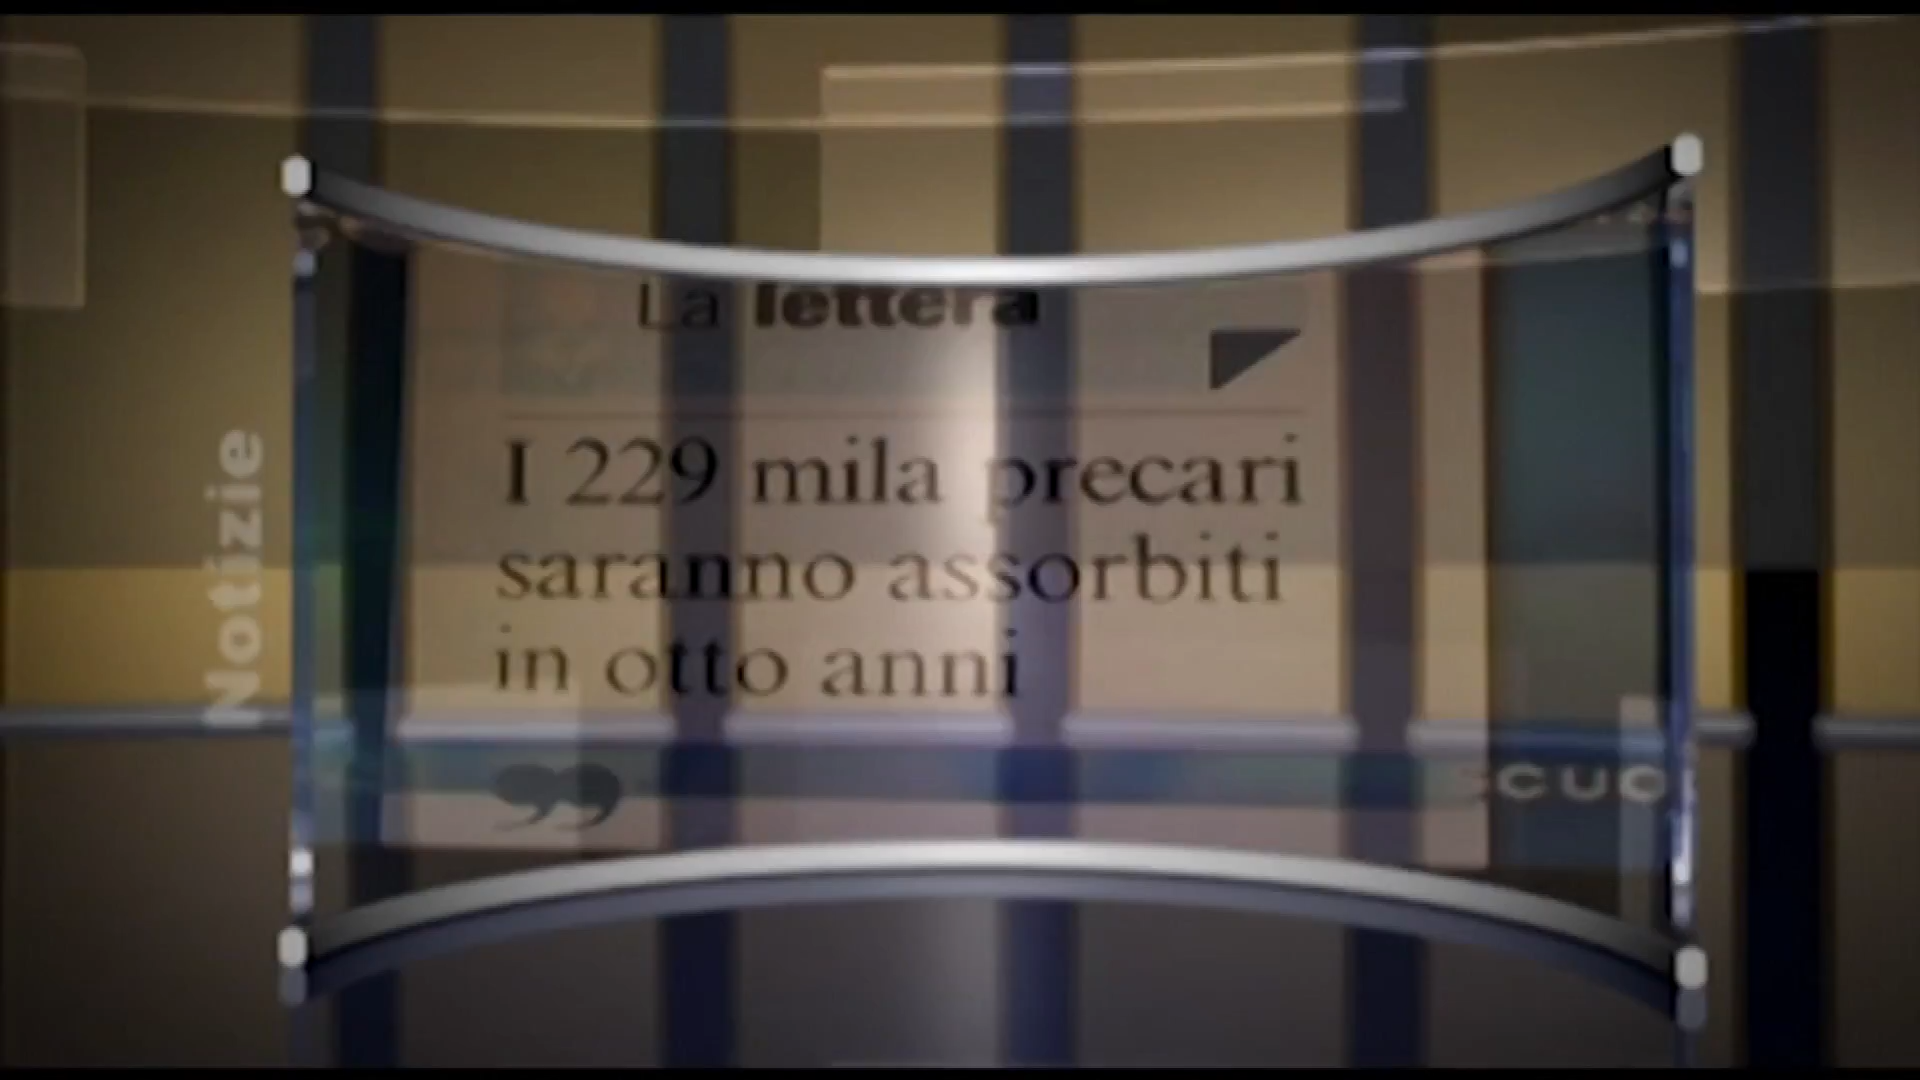 La lettera
I 229 mila precari
saranno assorbiti
in otto anni
Notizie